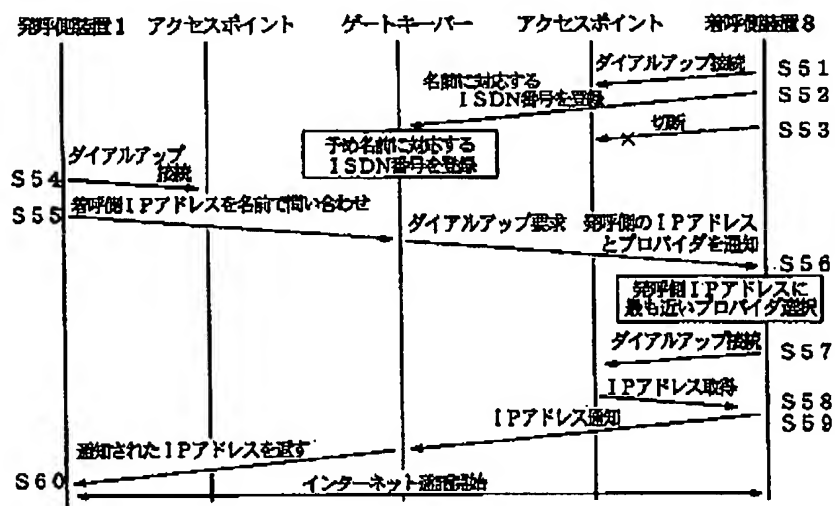 発呼側装置1 アクセスポイント ゲートキーパー アクセスポイント 着呼側装置8
ダイアルアップ接続
S51
名前に対応する
ISDN番号を登録
S52
切断
S53
予め名前に対応する
ISDN番号を登録
ダイアルアップ
接続
S54
着呼側IPアドレスを名前で問い合わせ
S55
ダイアルアップ要求 発呼側のIPアドレス
とプロバイダを通知
S56
発呼側IPアドレスに
最も近いプロバイダ選択
ダイアルアップ接続
S57
IPアドレス取得
S58
IPアドレス通知
S59
通知されたIPアドレスを返す
S60
インターネット通話開始